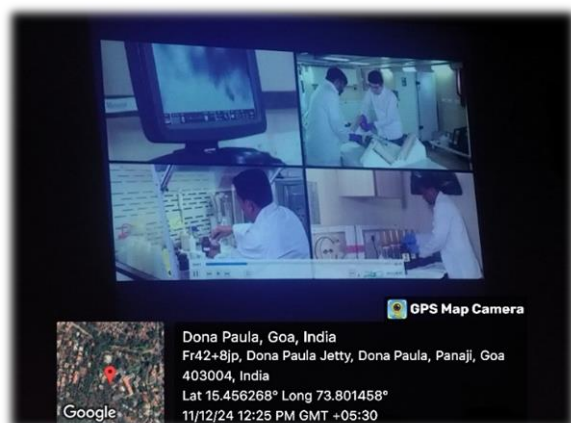 GPS Map Camera
Dona Paula, Goa, India
Fr42+8jp, Dona Paula Jetty, Dona Paula, Panaji, Goa
403004, India
Lat 15.456268° Long 73.801458°
11/12/24 12:25 PM GMT +05:30
Google